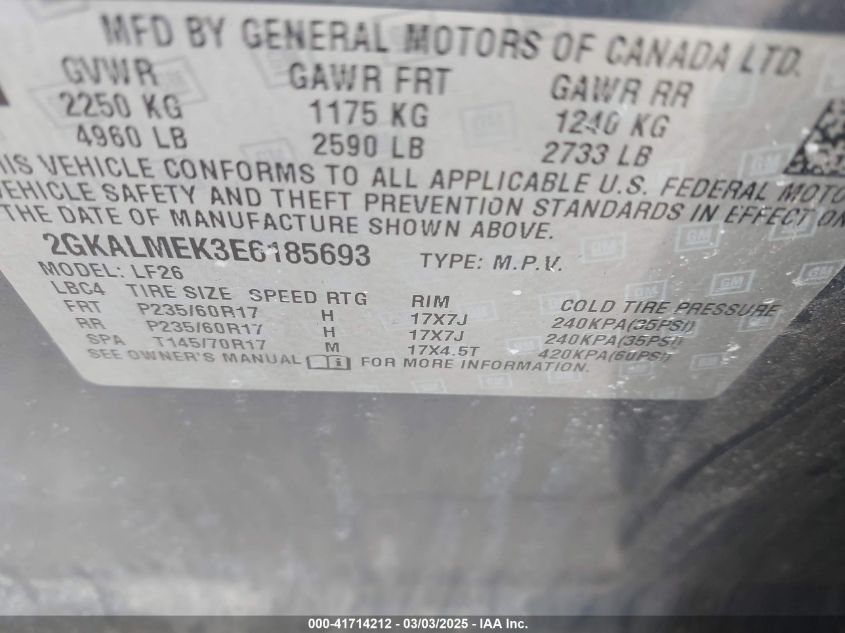 MFD BY GENERAL MOTORS OF CANADA LTD.
GVWR GAWR FRT GAWR RR
2250 KG 1175 KG 1240 KG
4960 LB 2590 LB 2733 LB
HIS VEHICLE CONFORMS TO ALL APPLICABLE U.S. FEDERAL MOTO
VEHICLE SAFETY AND THEFT PREVENTION STANDARDS IN EFFECT ON
THE DATE OF MANUFACTURE SHOWN ABOVE.
2GKALMEK3E6185693 TYPE: M.P.V.
MODEL: LF26
LBC4 TIRE SIZE SPEED RTG RIM COLD TIRE PRESSURE
FRT P235/60R17 H 17X7J 240KPA(35PSI)
RR P235/60R17 H 17X7J 240KPA(35PSI)
SPA T145/70R17 M 17X4.5T 420KPA(60PSI)
SEE OWNER'S MANUAL FOR MORE INFORMATION.
000-41714212 - 03/03/2025 - IAA Inc.